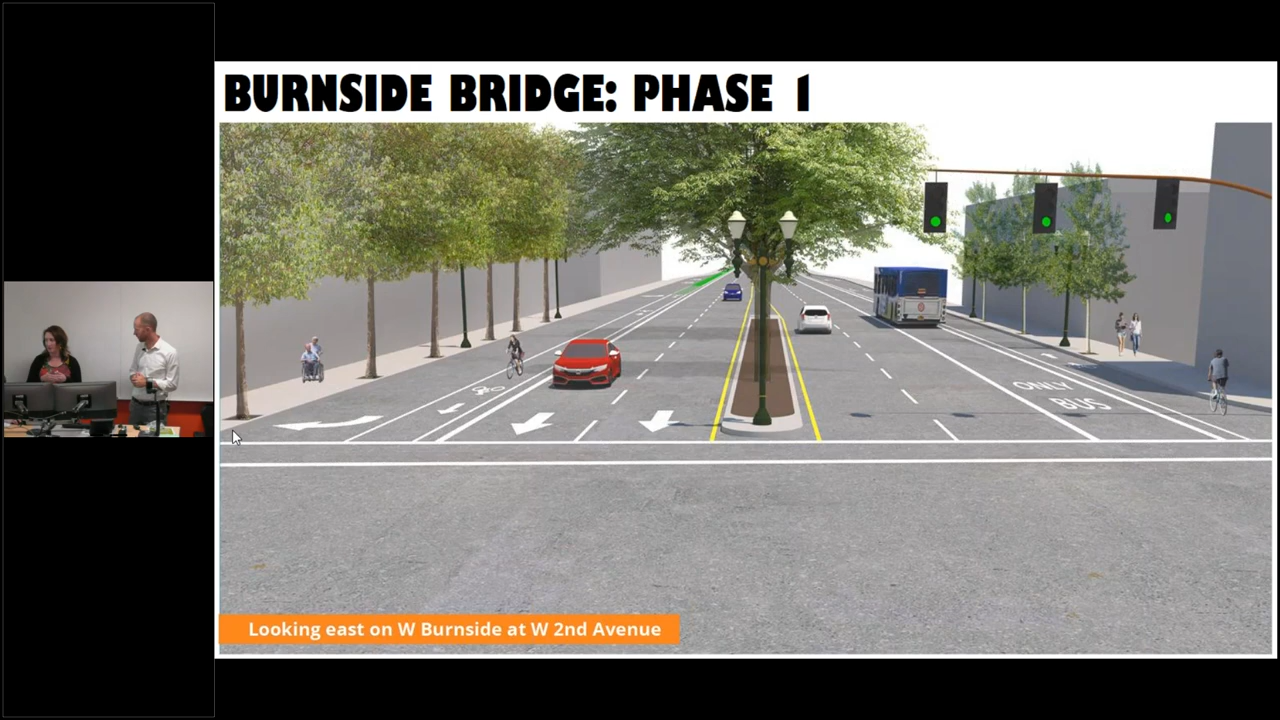 BURNSIDE BRIDGE: PHASE 1
ONLY
BUS
Looking east on W Burnside at W 2nd Avenue